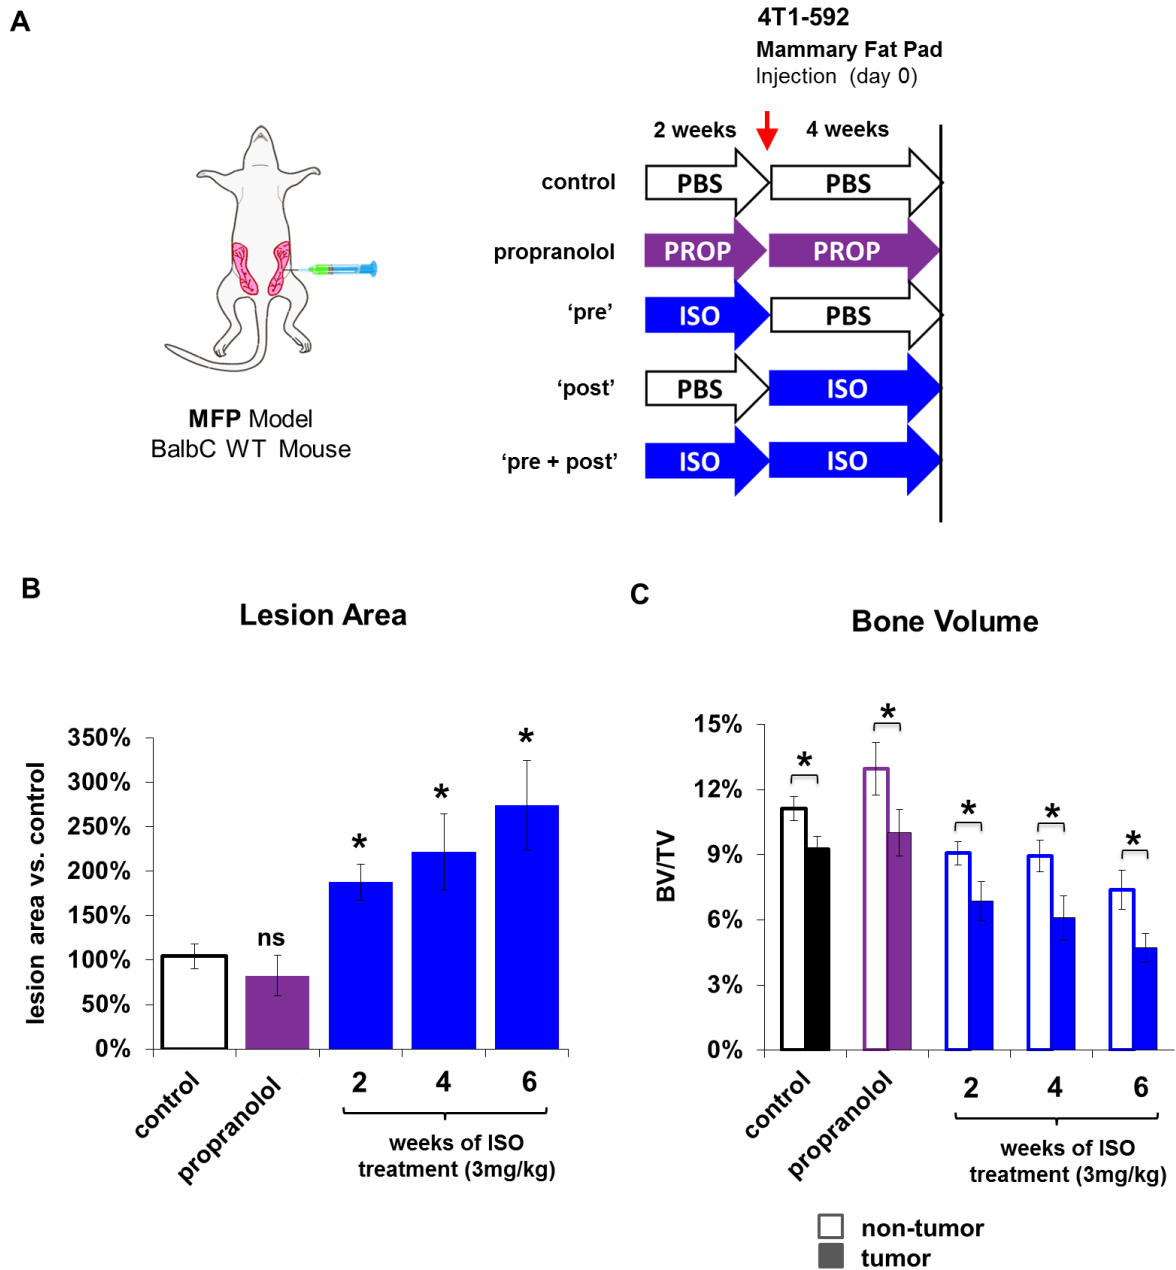 A
4T1-592
Mammary Fat Pad
Injection (day 0)
2 weeks
4 weeks
control
PBS
PBS
propranolol
PROP
PROP
‘pre’
ISO
PBS
‘post’
PBS
ISO
‘pre + post’
ISO
ISO
MFP Model
BalbC WT Mouse
B
Lesion Area
lesion area vs. control
350%
300%
250%
200%
150%
100%
50%
0%
ns
*
*
*
control
propranolol
2
4
6
weeks of ISO
treatment (3mg/kg)
C
Bone Volume
BV/TV
15%
12%
9%
6%
3%
0%
*
*
*
*
*
control
propranolol
2
4
6
weeks of ISO
treatment (3mg/kg)
non-tumor
tumor